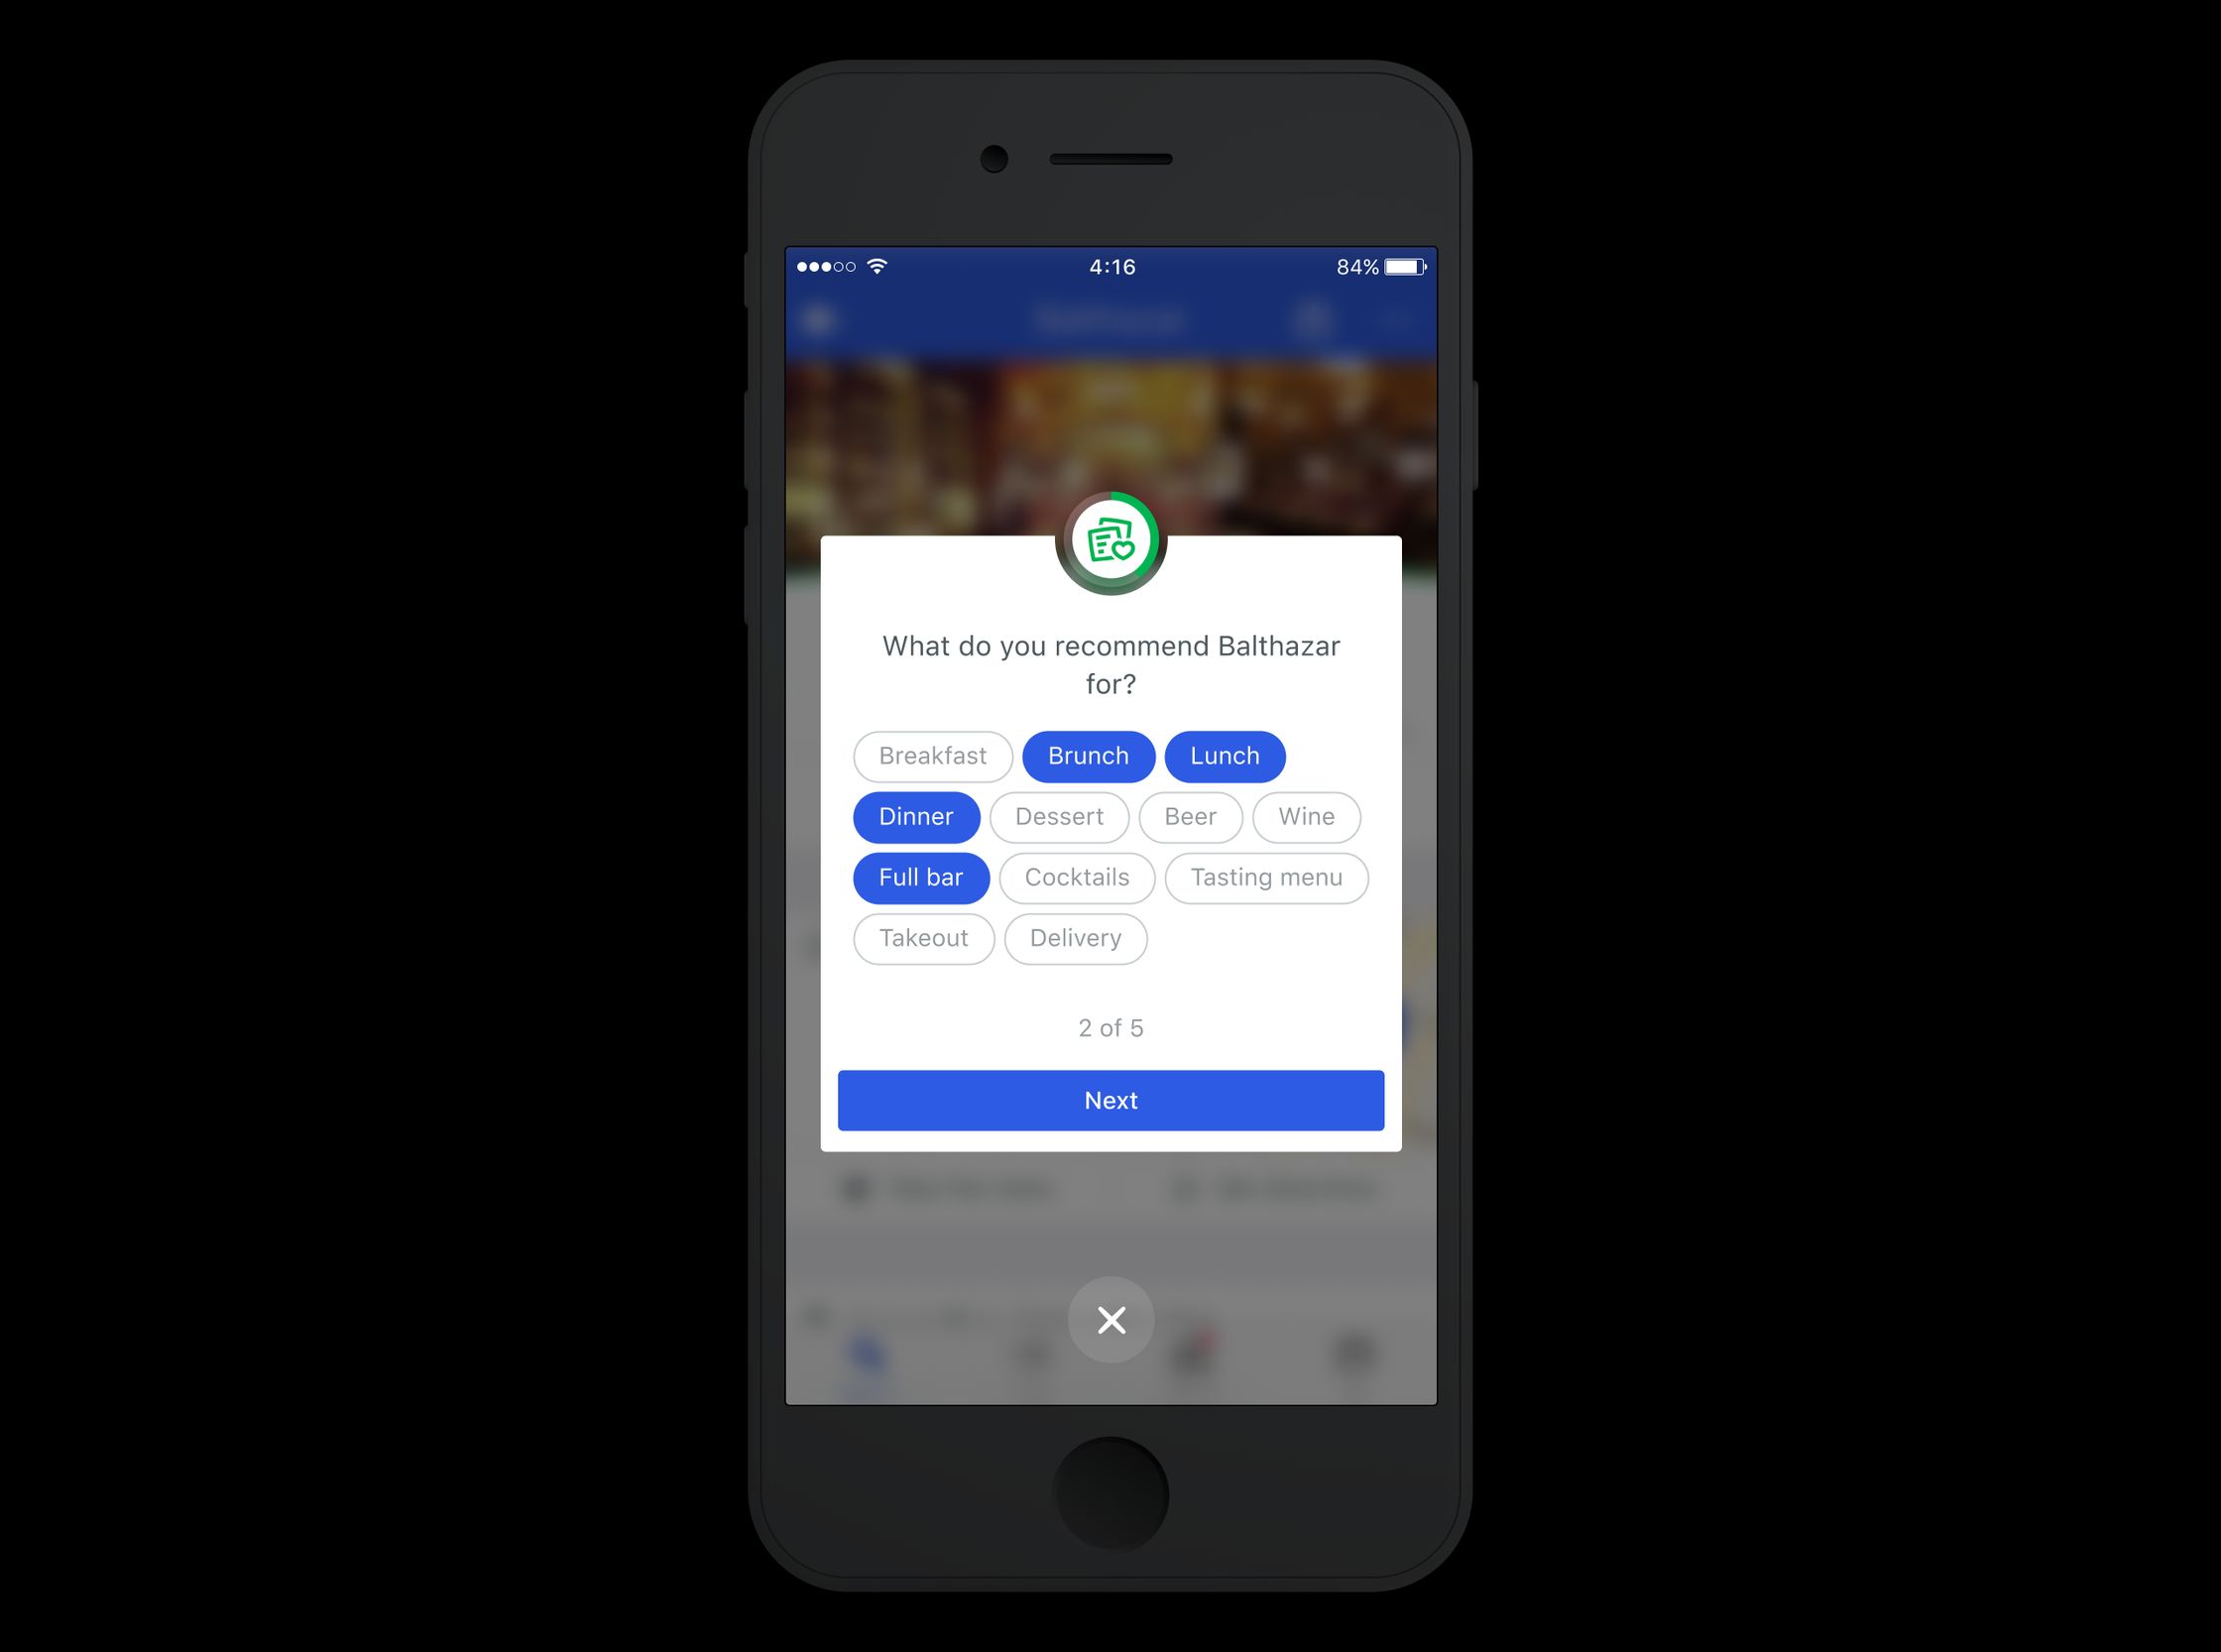 4:16 84%
What do you recommend Balthazar
for?
Breakfast Brunch Lunch
Dinner Dessert Beer Wine
Full bar Cocktails Tasting menu
Takeout Delivery
2 of 5
Next